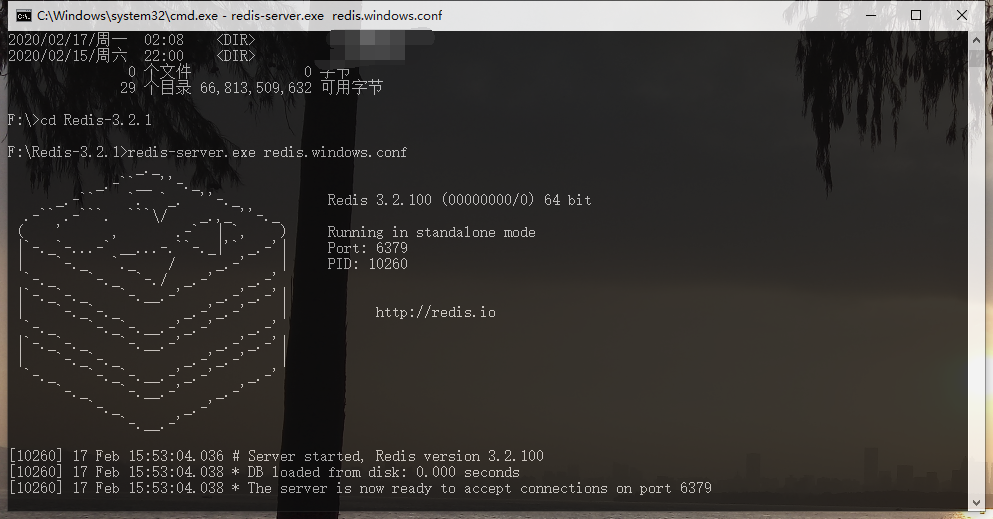 C:\Windows\system32\cmd.exe - redis-server.exe redis.windows.conf
2020/02/17/周一 02:08 <DIR>
2020/02/15/周六 22:00 <DIR>
0 个文件 0 字节
29 个目录 66,813,509,632 可用字节
F:\>cd Redis-3.2.1
F:\Redis-3.2.1>redis-server.exe redis.windows.conf
Redis 3.2.100 (00000000/0) 64 bit
Running in standalone mode
Port: 6379
PID: 10260
http://redis.io
[10260] 17 Feb 15:53:04.036 # Server started, Redis version 3.2.100
[10260] 17 Feb 15:53:04.038 * DB loaded from disk: 0.000 seconds
[10260] 17 Feb 15:53:04.038 * The server is now ready to accept connections on port 6379